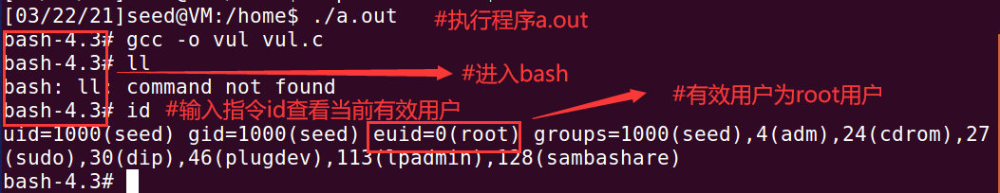 [03/22/21]seed@VM:/home$ ./a.out
#执行程序a.out
bash-4.3# gcc -o vul vul.c
bash-4.3# ll
#进入bash
bash: ll: command not found
bash-4.3# id
#输入指令id查看当前有效用户
#有效用户为root用户
uid=1000(seed) gid=1000(seed) euid=0(root) groups=1000(seed),4(adm),24(cdrom),27
(sudo),30(dip),46(plugdev),113(lpadmin),128(sambashare)
bash-4.3#